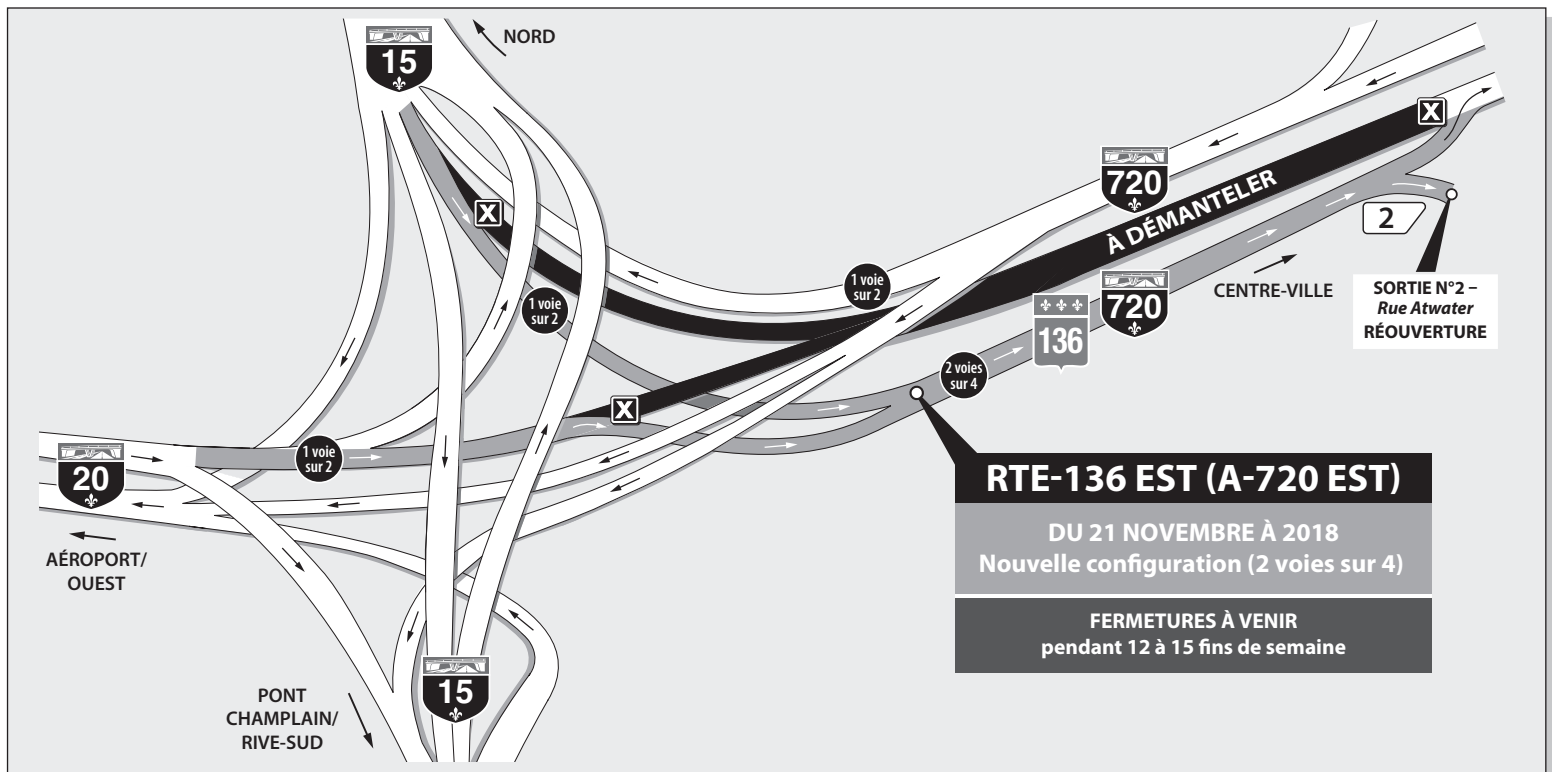 15
NORD
X
720
À DÉMANTELER
2
X
1 voie
sur 2
1 voie
sur 2
720
CENTRE-VILLE
SORTIE N°2 –
Rue Atwater
RÉOUVERTURE
136
2 voies
sur 4
X
1 voie
sur 2
20
AÉROPORT/
OUEST
RTE-136 EST (A-720 EST)
DU 21 NOVEMBRE À 2018
Nouvelle configuration (2 voies sur 4)
FERMETURES À VENIR
pendant 12 à 15 fins de semaine
15
PONT
CHAMPLAIN/
RIVE-SUD